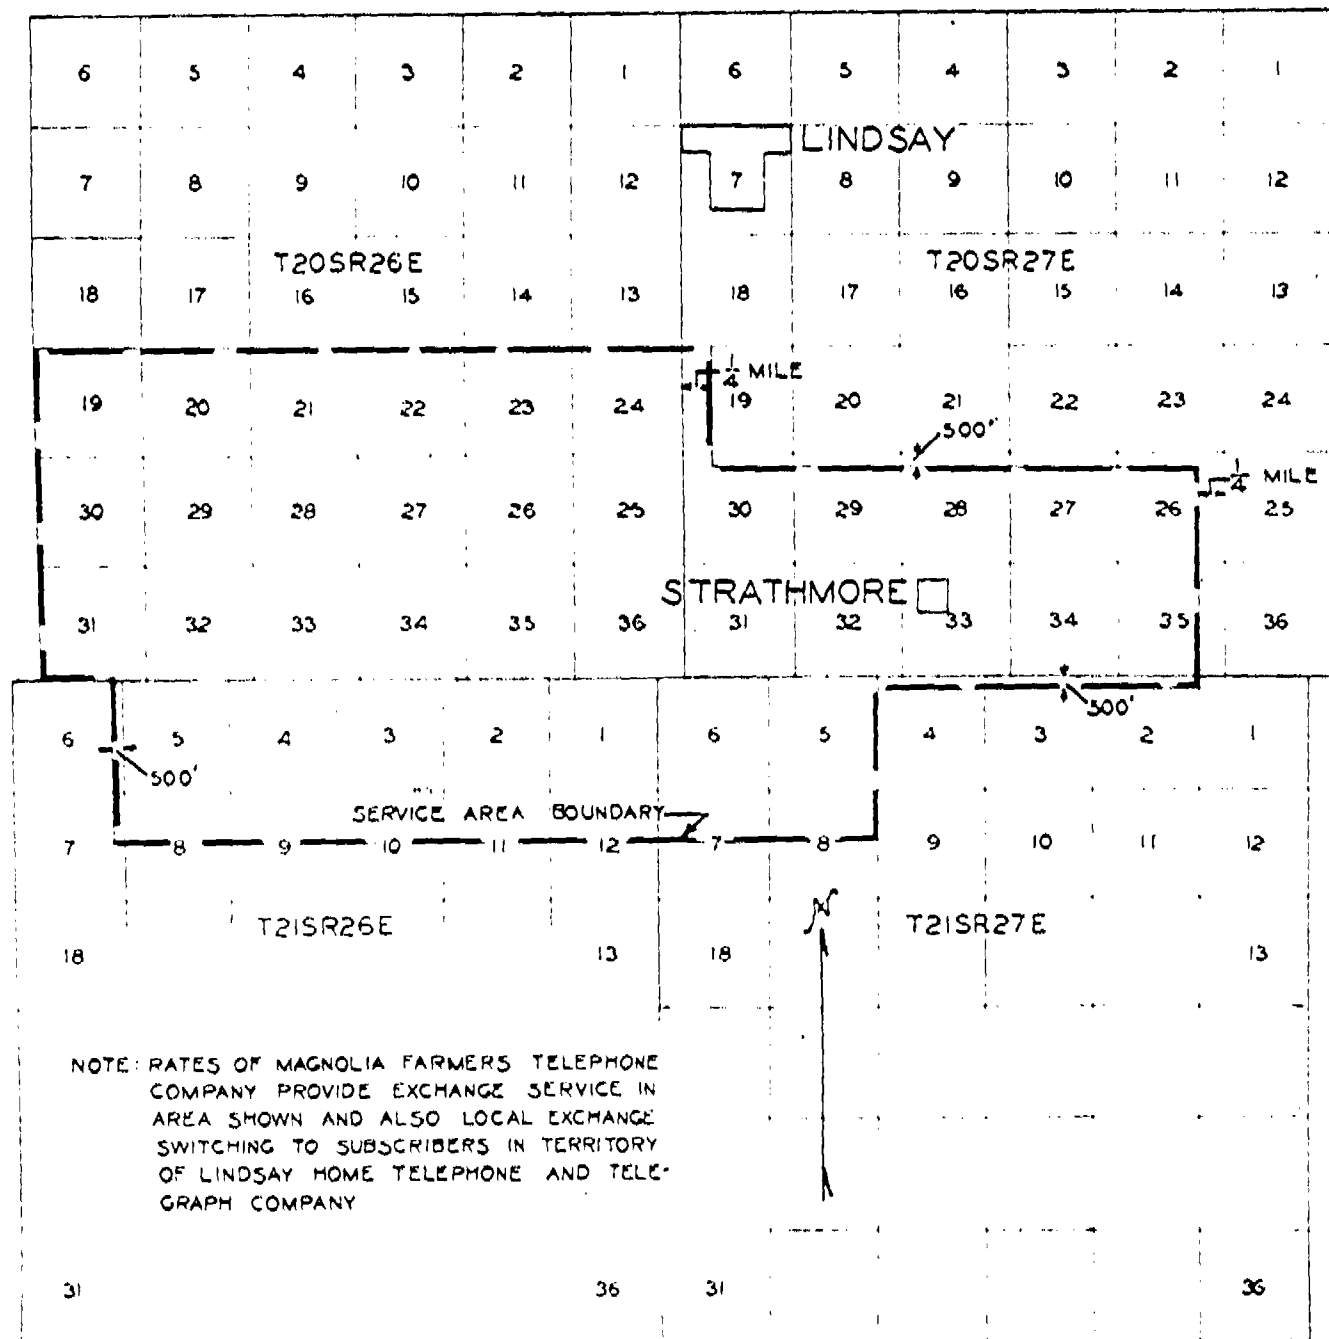 6 5 4 3 2 1 6 5 4 3 2 1
LINDSAY
7 8 9 10 11 12 7 8 9 10 11 12
T20SR26E T20SR27E
18 17 16 15 14 13 18 17 16 15 14 13
1/4 MILE
19 20 21 22 23 24 19 20 21 22 23 24
500'
1/4 MILE
30 29 28 27 26 25 30 29 28 27 26 25
STRATHMORE
31 32 33 34 35 36 31 32 33 34 35 36
500'
6 5 4 3 2 1 6 5 4 3 2 1
500'
SERVICE AREA BOUNDARY
7 8 9 10 11 12 7 8 9 10 11 12
N
T21SR26E T21SR27E
18 13 18 13
NOTE: RATES OF MAGNOLIA FARMERS TELEPHONE
COMPANY PROVIDE EXCHANGE SERVICE IN
AREA SHOWN AND ALSO LOCAL EXCHANGE
SWITCHING TO SUBSCRIBERS IN TERRITORY
OF LINDSAY HOME TELEPHONE AND TELE-
GRAPH COMPANY
31 36 31 36